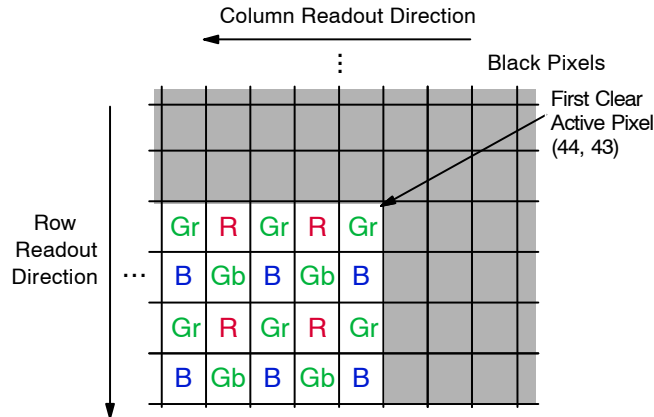 Column Readout Direction
⋮
Black Pixels
First Clear
Active Pixel
(44, 43)
Row
Readout
Direction
...
Gr R Gr R Gr
B Gb B Gb B
Gr R Gr R Gr
B Gb B Gb B